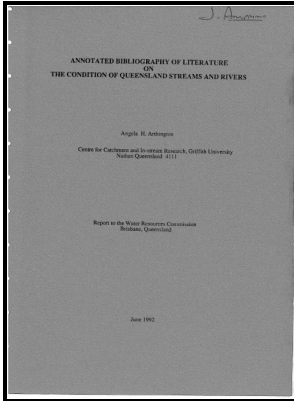 ANNOTATED BIBLIOGRAPHY OF LITERATURE
ON
THE CONDITION OF QUEENSLAND STREAMS AND RIVERS
Angela H. Arthington
Centre for Catchment and In-stream Research, Griffith University
Nathan Queensland 4111
Report to the Water Resources Commission
Brisbane, Queensland
June 1992